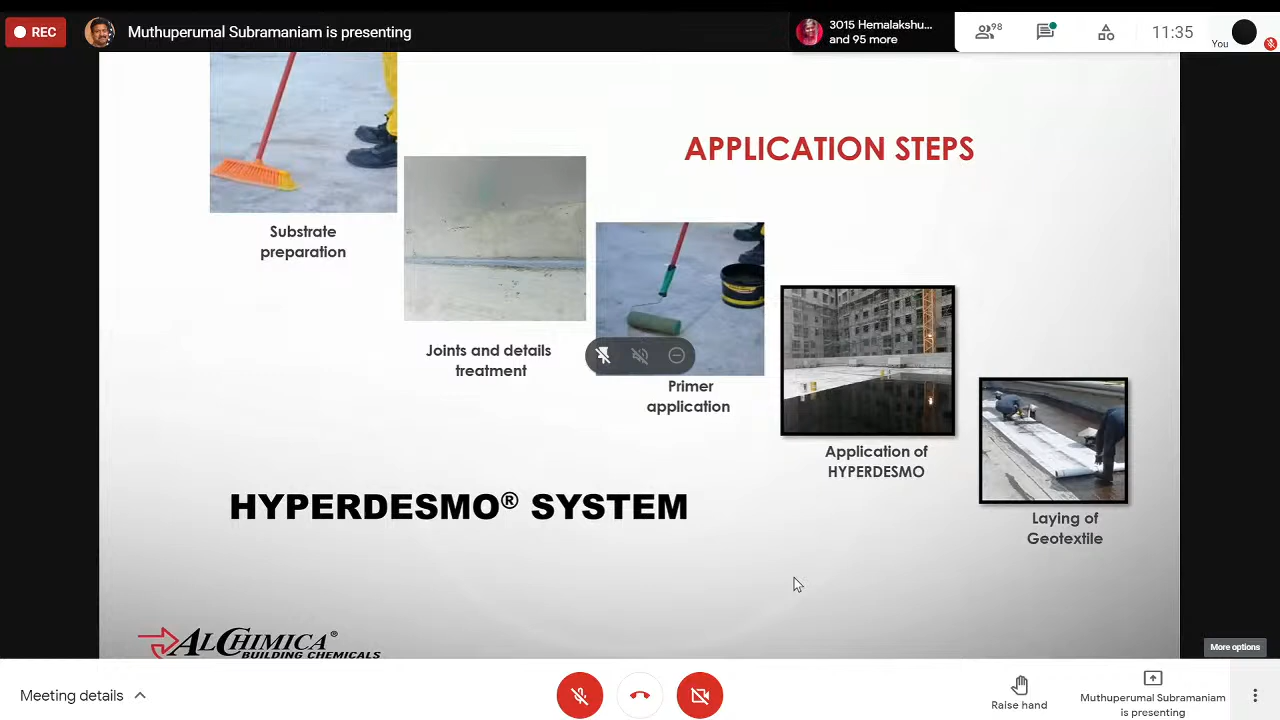 REC
Muthuperumal Subramaniam is presenting
3015 Hemalakshu...
and 95 more
98
11:35
You
APPLICATION STEPS
Substrate
preparation
Joints and details
treatment
Primer
application
Application of
HYPERDESMO
Laying of
Geotextile
HYPERDESMO® SYSTEM
ALCHIMICA®
BUILDING CHEMICALS
More options
Meeting details
Raise hand
Muthuperumal Subramaniam
is presenting